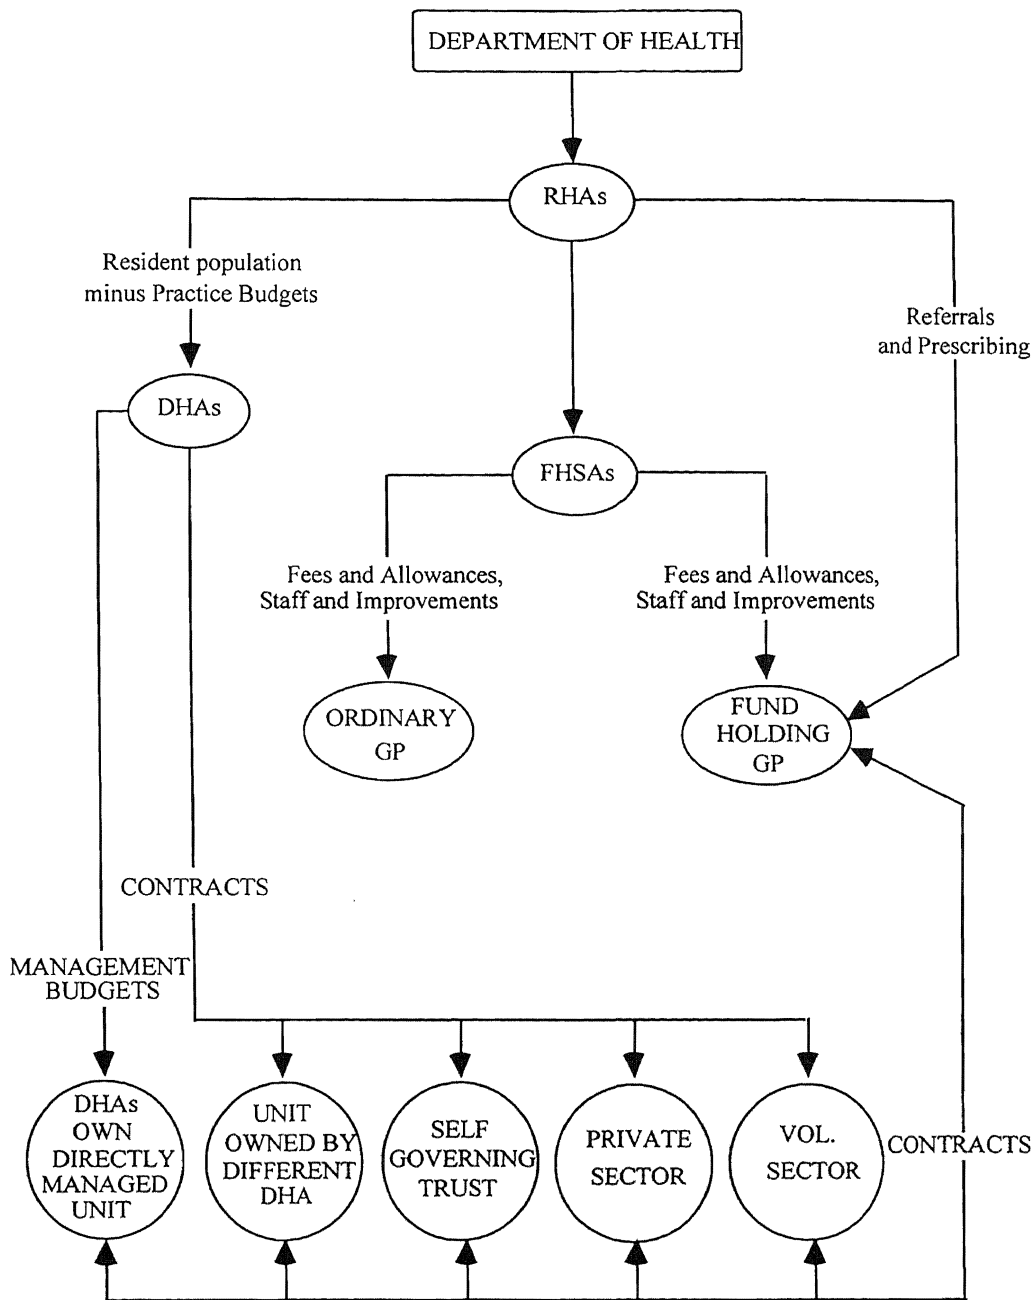 DEPARTMENT OF HEALTH
RHAs
Resident population
minus Practice Budgets
Referrals
and Prescribing
DHAs
FHSAs
Fees and Allowances,
Staff and Improvements
Fees and Allowances,
Staff and Improvements
ORDINARY
GP
FUND
HOLDING
GP
CONTRACTS
MANAGEMENT
BUDGETS
DHAs
OWN
DIRECTLY
MANAGED
UNIT
UNIT
OWNED BY
DIFFERENT
DHA
SELF
GOVERNING
TRUST
PRIVATE
SECTOR
VOL.
SECTOR
CONTRACTS